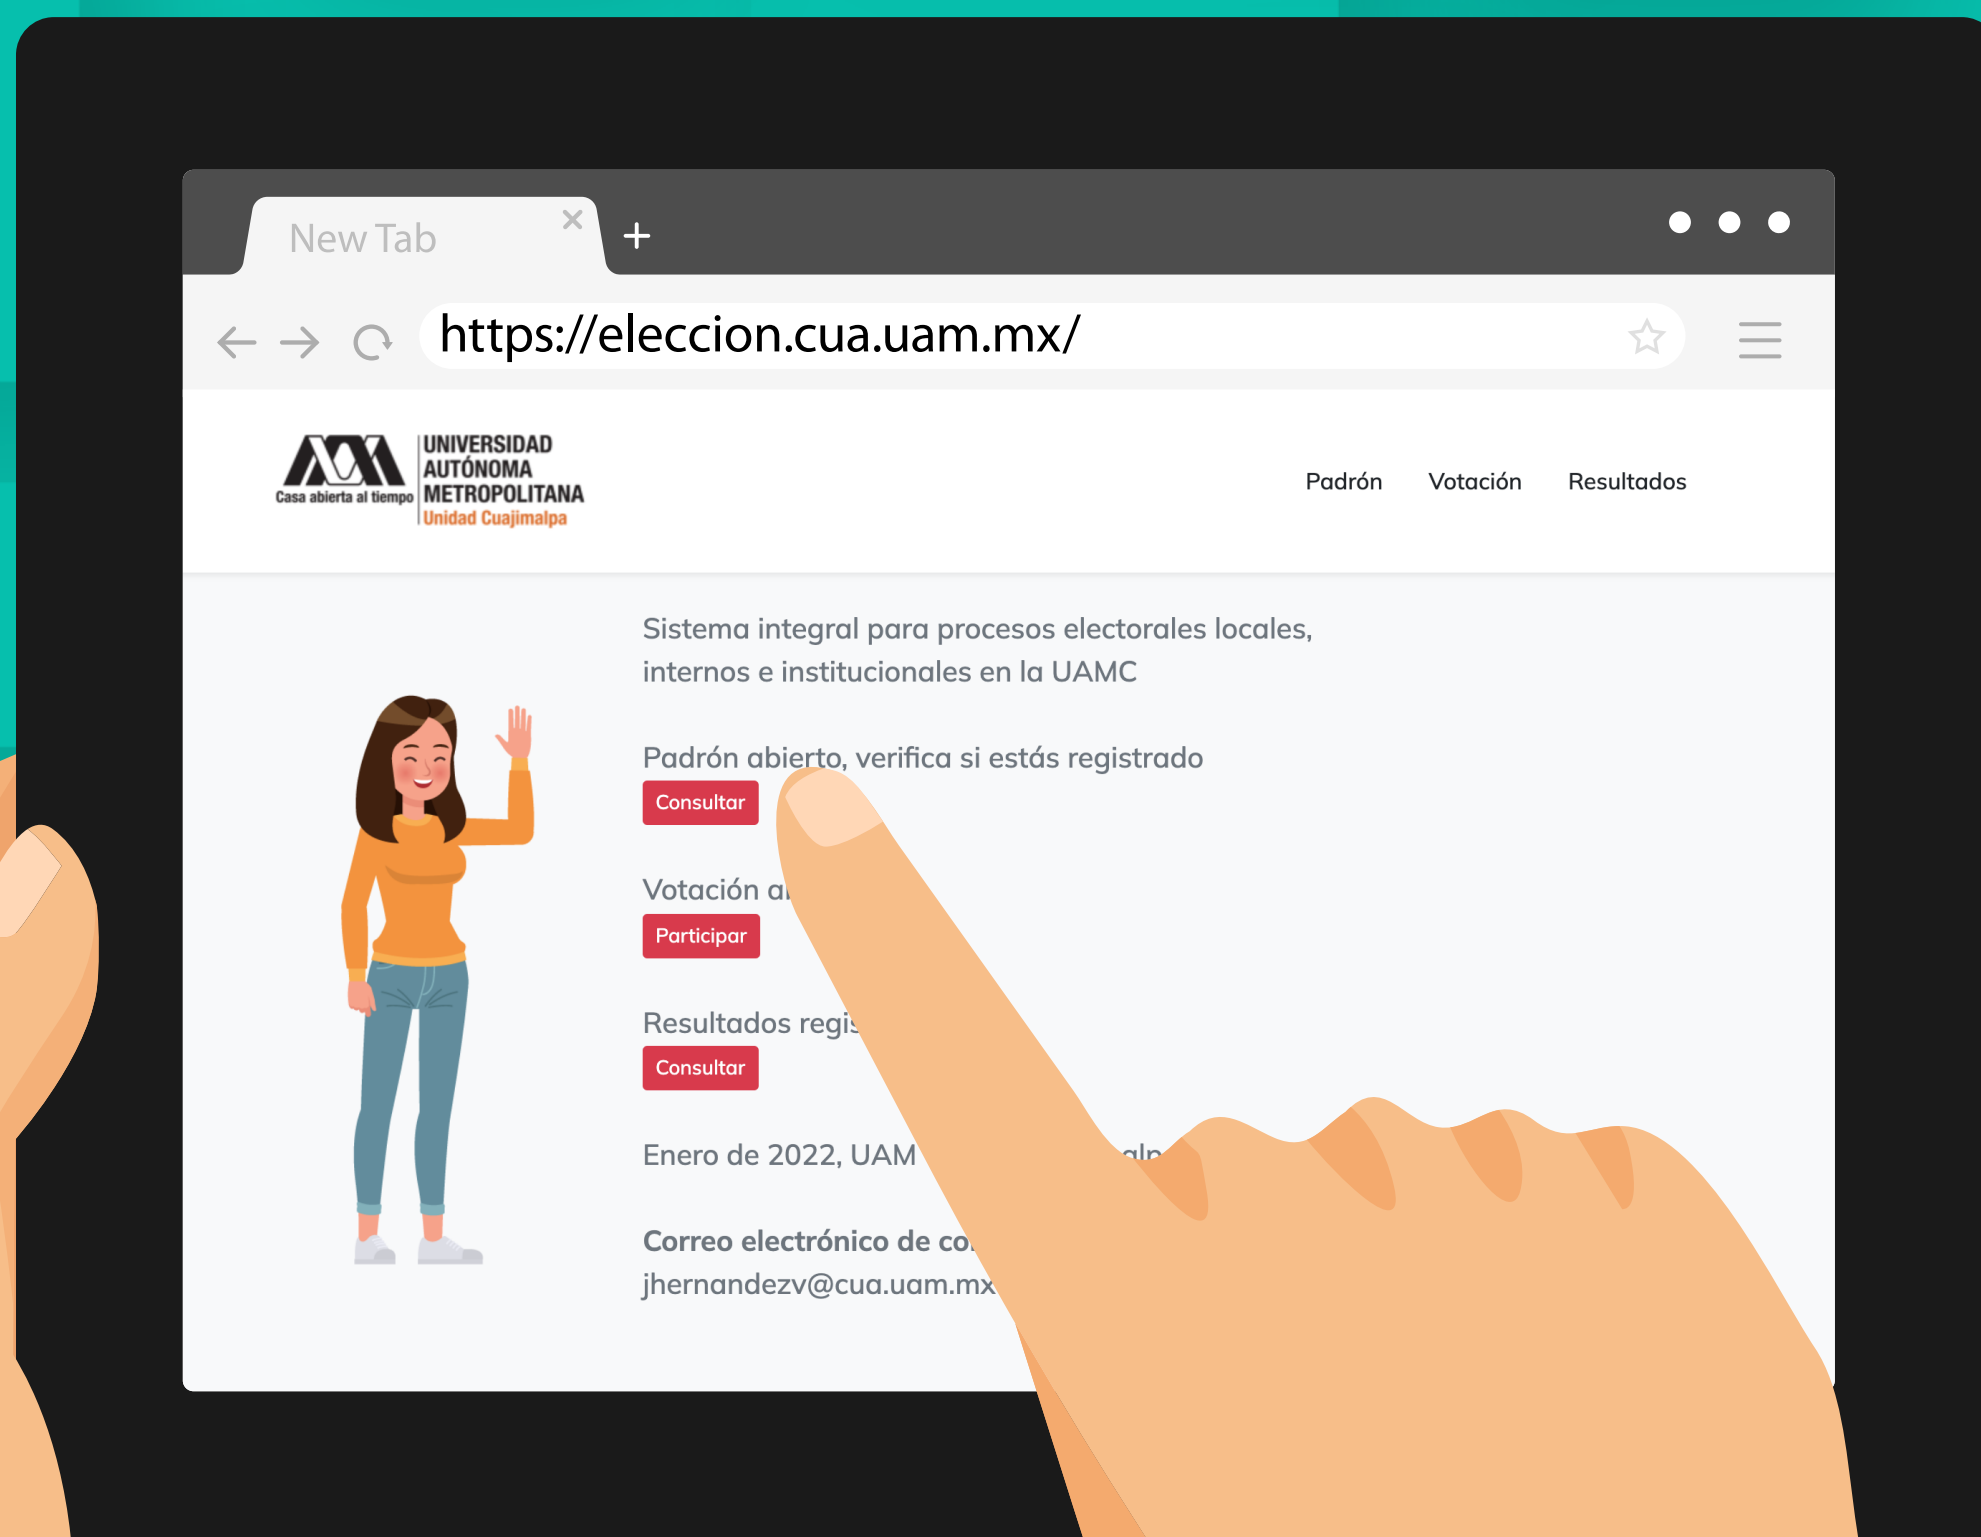 New Tab
https://eleccion.cua.uam.mx/
UNIVERSIDAD
AUTÓNOMA
METROPOLITANA
Unidad Cuajimalpa
Casa abierta al tiempo
Padrón Votación Resultados
Sistema integral para procesos electorales locales,
internos e institucionales en la UAMC
Padrón abierto, verifica si estás registrado
Consultar
Votación
Participar
Resultados
Consultar
Enero de 2022, UAM
Correo electrónico de
jhernandezv@cua.uam.mx